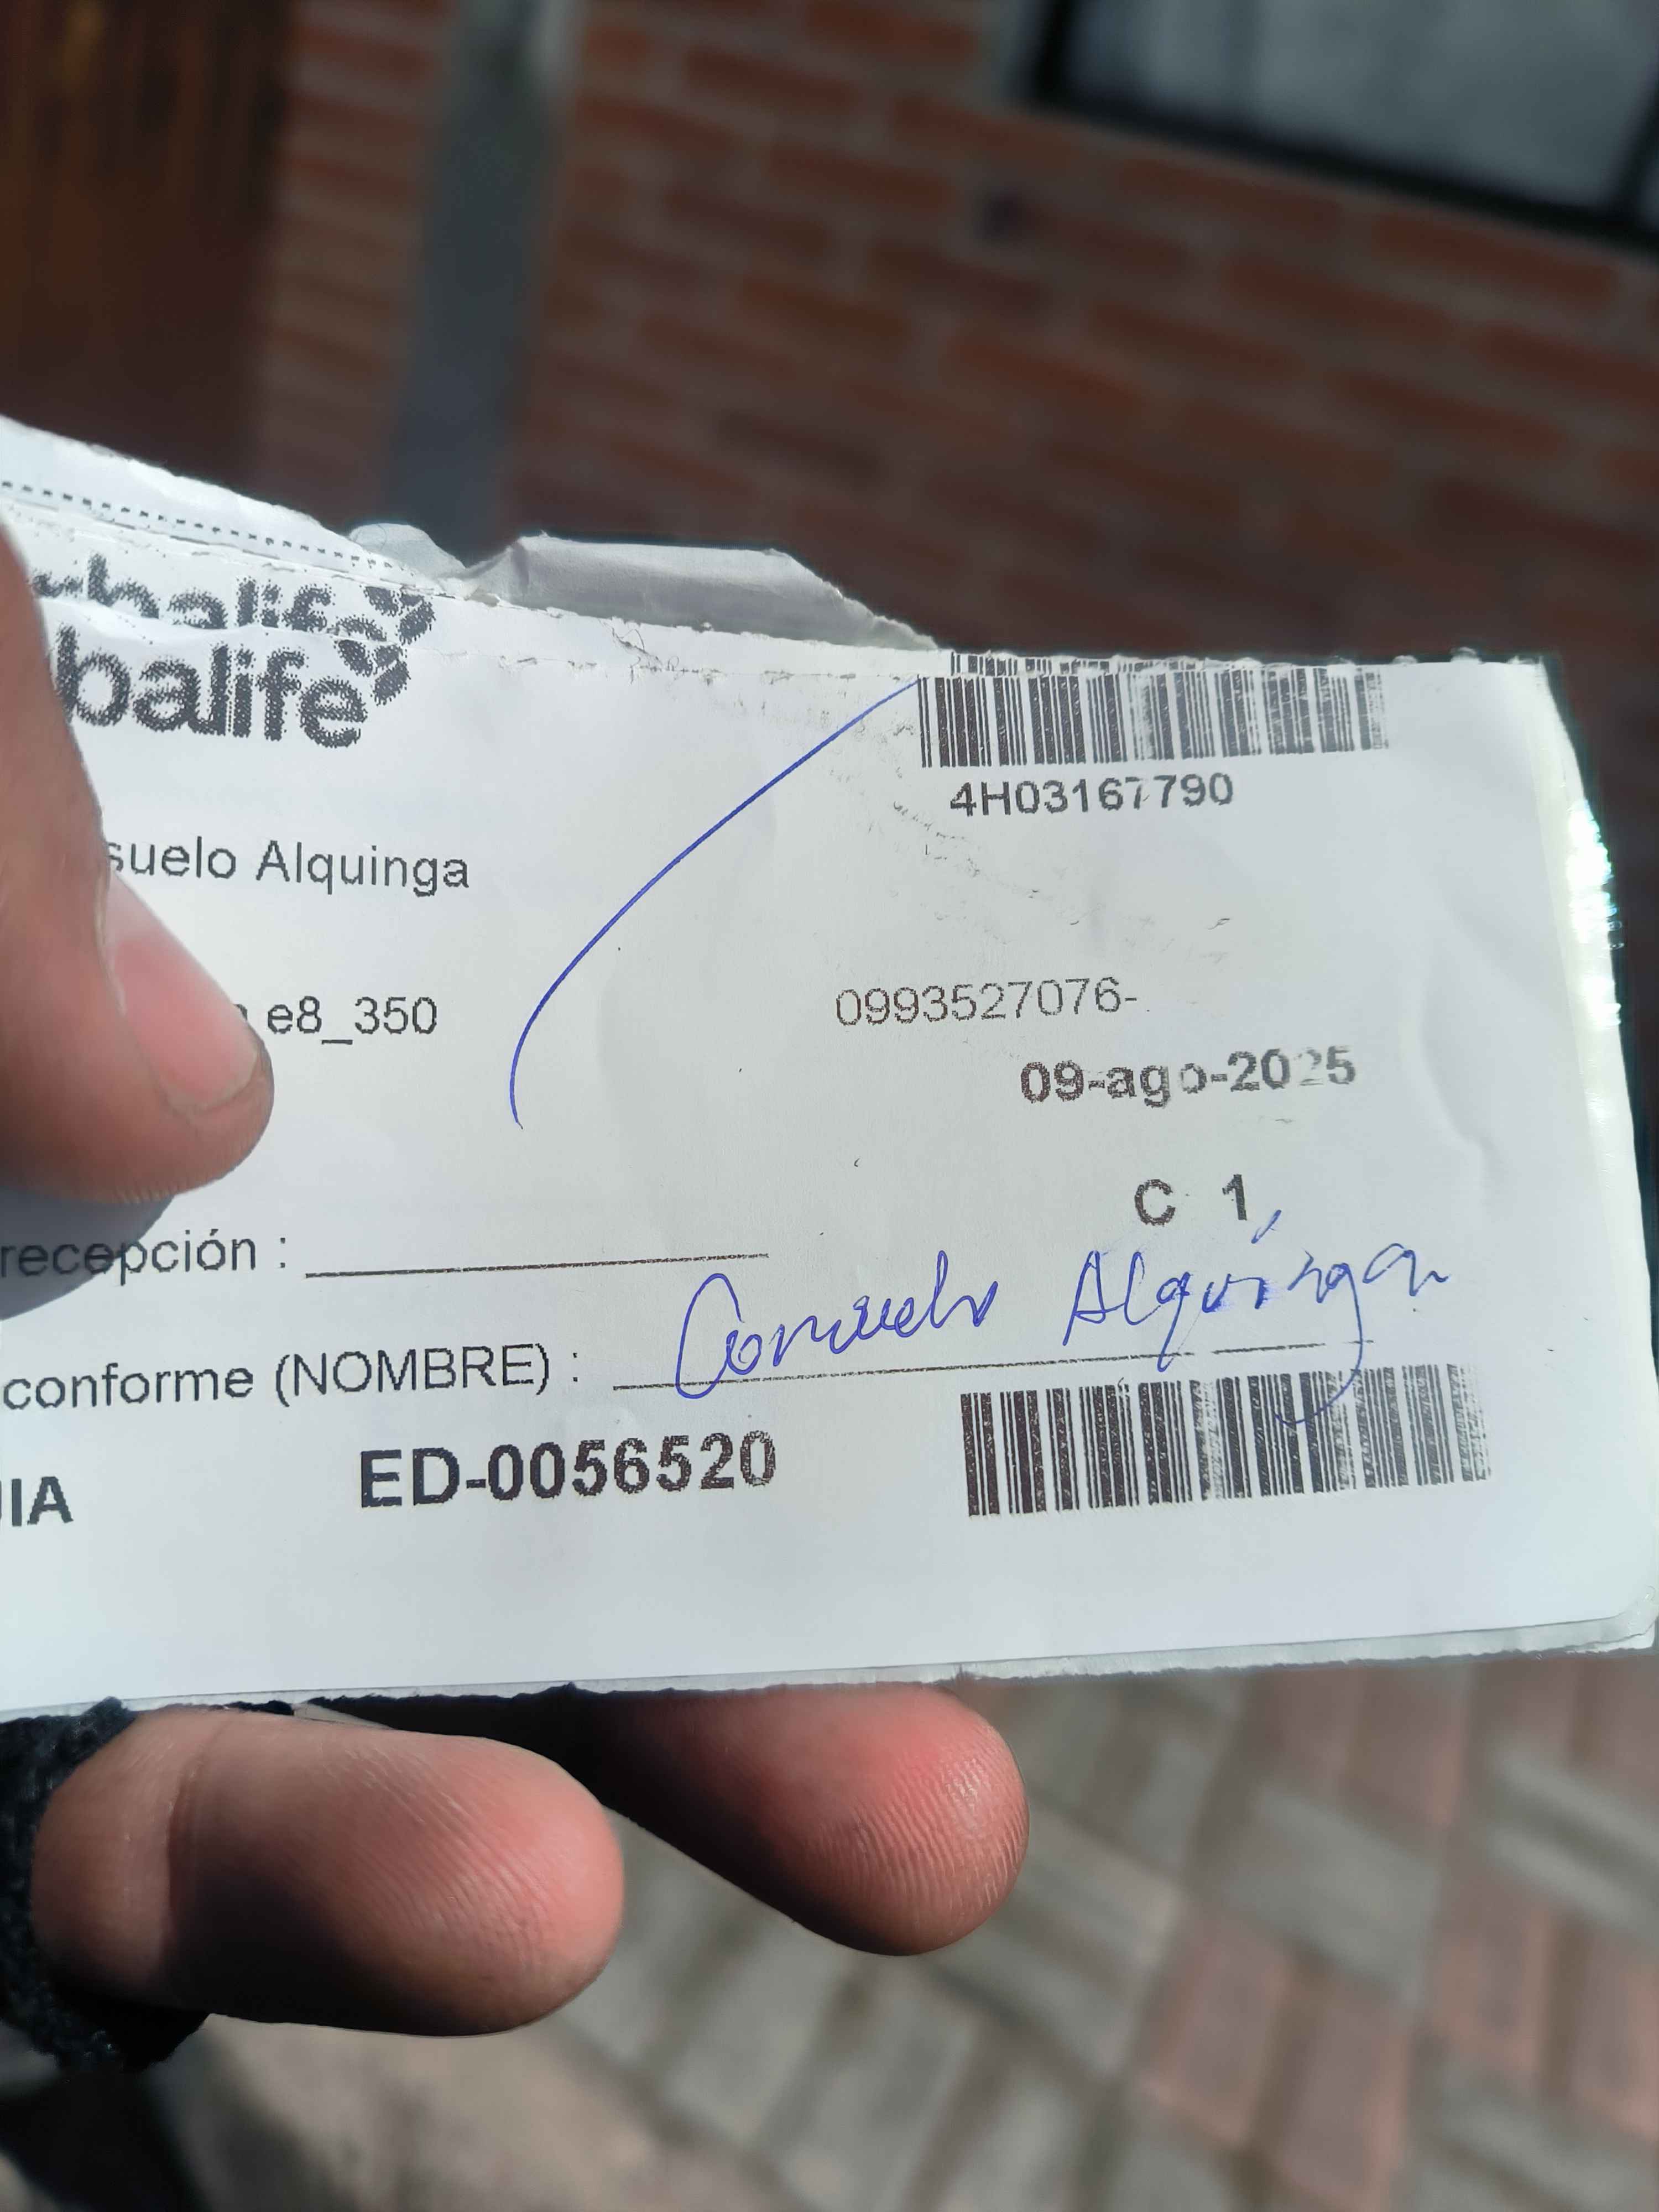 balife
balife
4H03167790
suelo Alquinga
e8_350
0993527076-
09-ago-2025
C 1
recepción :
conforme (NOMBRE) : Consuelo Alquinga
IA
ED-0056520